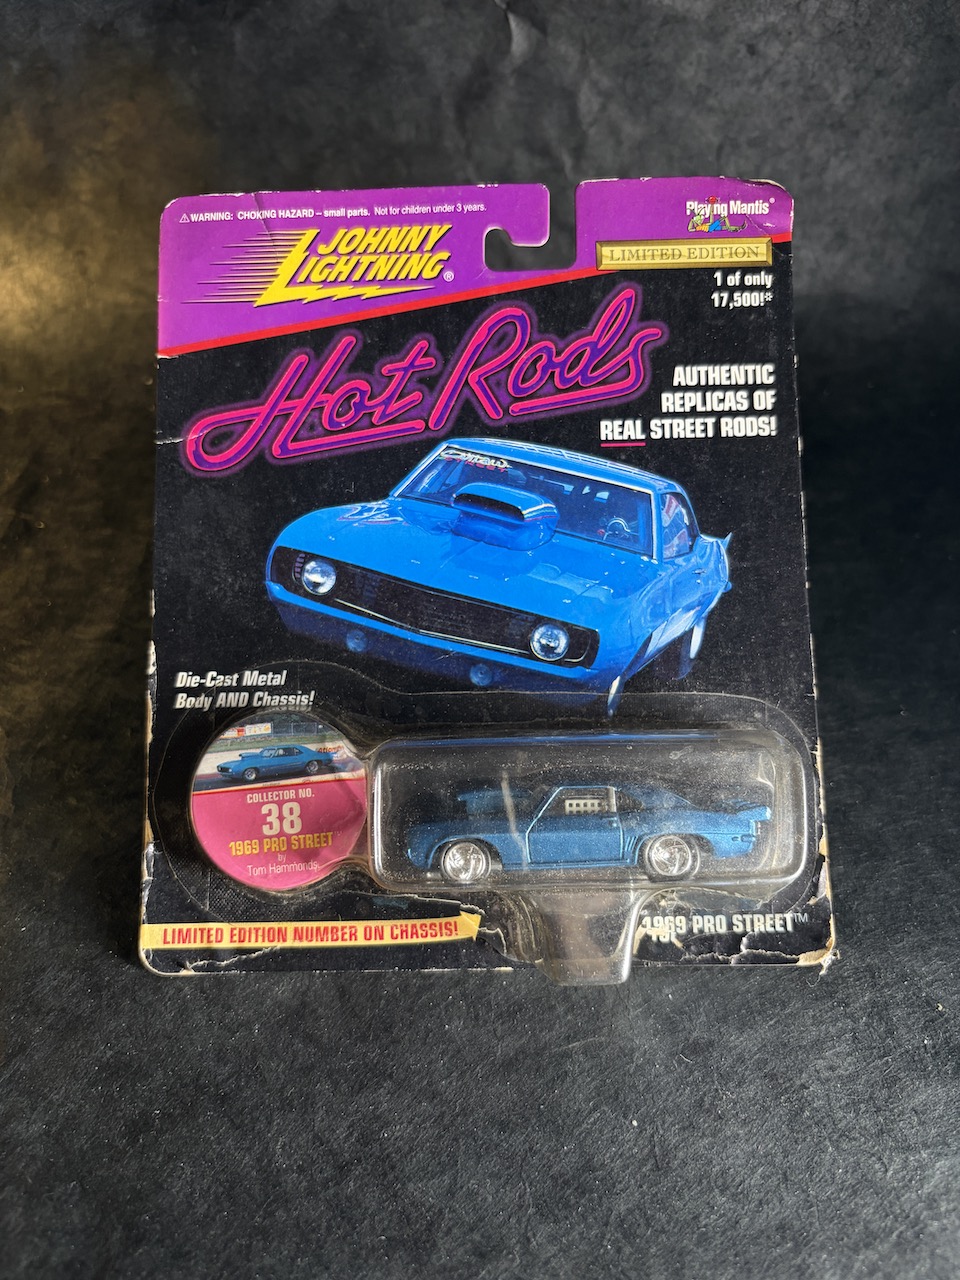 ⚠WARNING: CHOKING HAZARD – small parts. Not for children under 3 years.
JOHNNY
LIGHTNING®
Playing Mantis®
LIMITED EDITION
1 of only
17,500!*
Hot Rods
AUTHENTIC
REPLICAS OF
REAL STREET RODS!
Die-Cast Metal
Body AND Chassis!
COLLECTOR NO.
38
1969 PRO STREET™
by
Tom Hammonds
LIMITED EDITION NUMBER ON CHASSIS!
1969 PRO STREET™